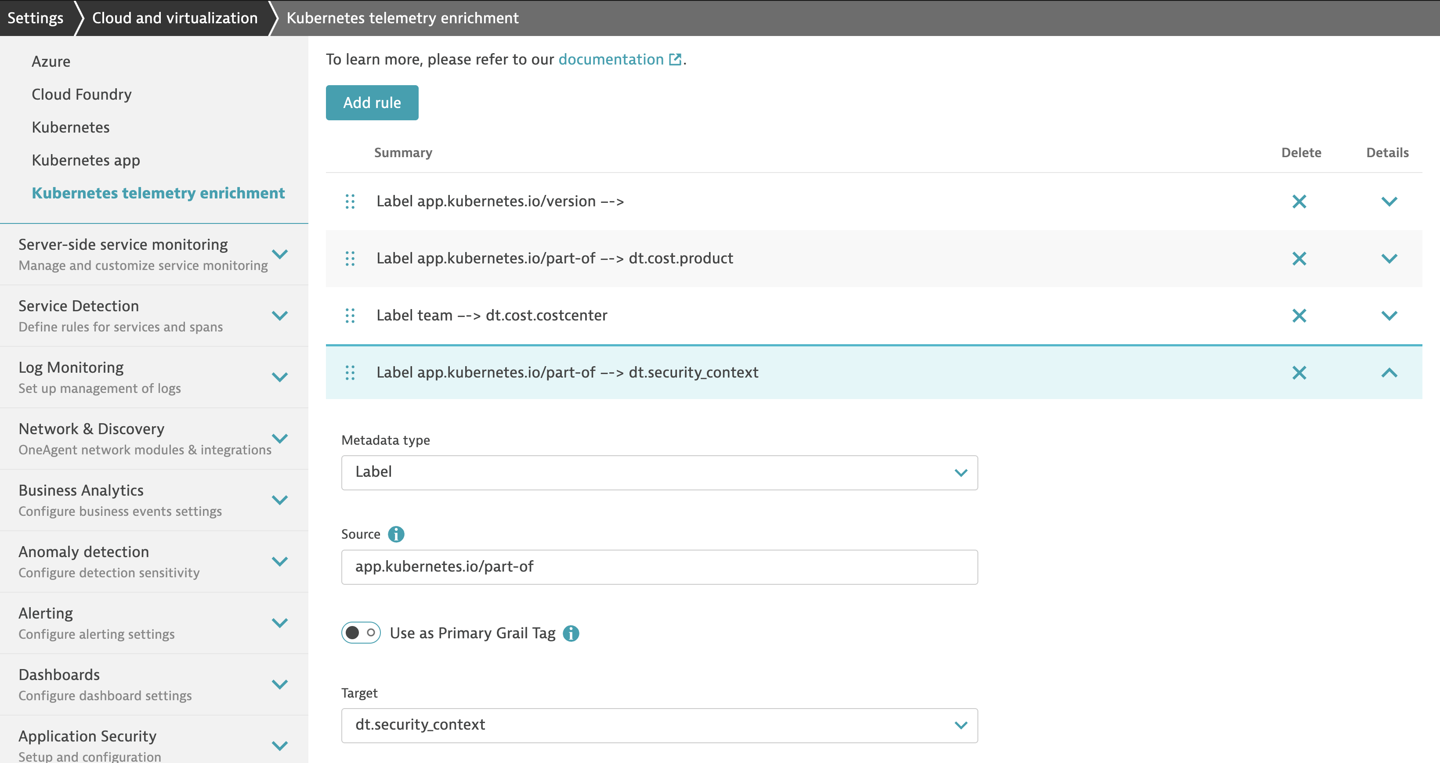 Settings
Cloud and virtualization
Kubernetes telemetry enrichment
Azure
Cloud Foundry
Kubernetes
Kubernetes app
Kubernetes telemetry enrichment
Server-side service monitoring
Manage and customize service monitoring
Service Detection
Define rules for services and spans
Log Monitoring
Set up management of logs
Network & Discovery
OneAgent network modules & integrations
Business Analytics
Configure business events settings
Anomaly detection
Configure detection sensitivity
Alerting
Configure alerting settings
Dashboards
Configure dashboard settings
Application Security
Setup and configuration
To learn more, please refer to our documentation.
Add rule
Summary Delete Details
Label app.kubernetes.io/version -->
Label app.kubernetes.io/part-of --> dt.cost.product
Label team --> dt.cost.costcenter
Label app.kubernetes.io/part-of --> dt.security_context
Metadata type
Label
Source
app.kubernetes.io/part-of
Use as Primary Grail Tag
Target
dt.security_context